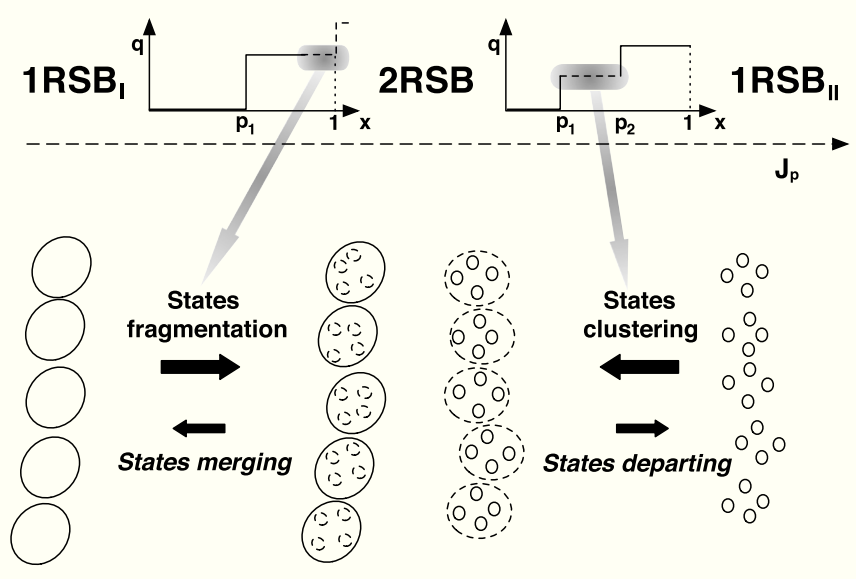 q
1RSB_I
p_1 1 x
2RSB
q
p_1 p_2 1 x
1RSB_II
J_p
States
fragmentation
States merging
States
clustering
States departing